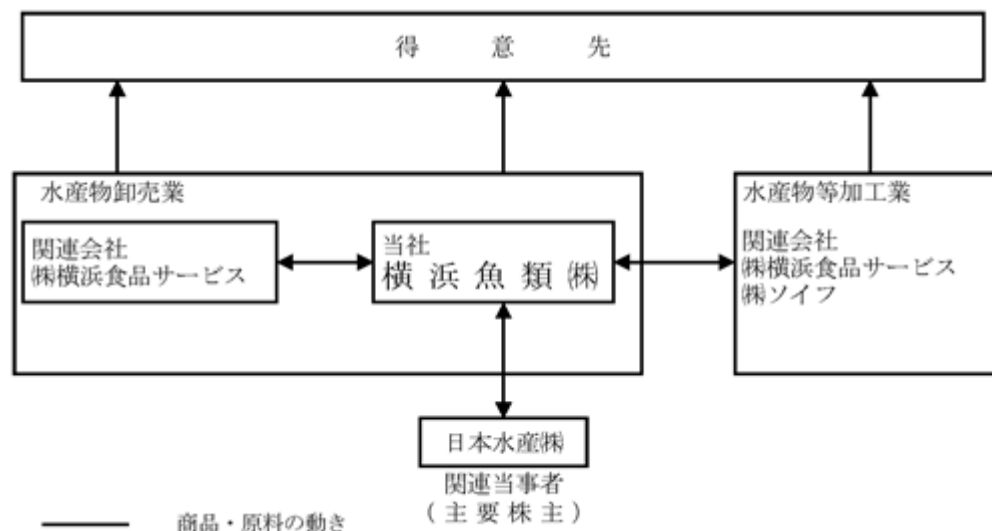 得意先
水産物卸売業
関連会社
㈱横浜食品サービス
当社
横浜魚類㈱
水産物等加工業
関連会社
㈱横浜食品サービス
㈱ソイフ
日本水産㈱
関連当事者
(主要株主)
商品・原料の動き